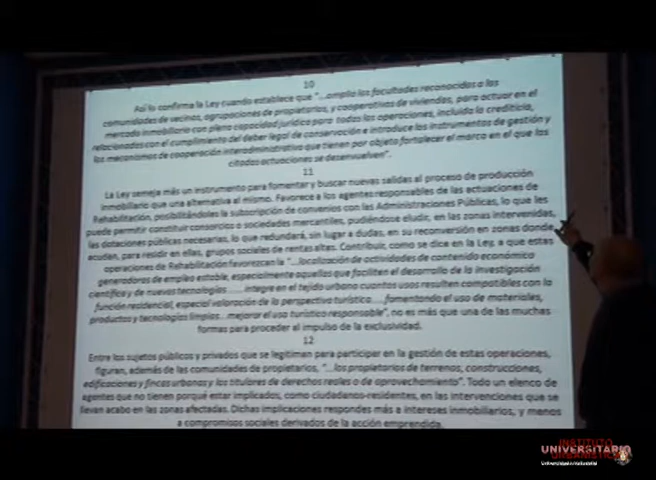 10
Así lo confirma la Ley cuando establece que "...amplía las facultades reconocidas a las
comunidades de vecinos, agrupaciones de propietarios, y cooperativas de viviendas, para actuar en el
mercado inmobiliario con plena capacidad jurídica para todas las operaciones, incluida la crediticia,
relacionadas con el cumplimiento del deber legal de conservación e introduce los instrumentos de gestión y
los mecanismos de cooperación interadministrativa que tienen por objeto fortalecer el marco en el que las
citadas actuaciones se desenvuelven".
11
La Ley semeja más un instrumento para fomentar y buscar nuevas salidas al proceso de producción
inmobiliario que una alternativa al mismo. Favorece a los agentes responsables de las actuaciones de
Rehabilitación, posibilitándoles la subscripción de convenios con las Administraciones Públicas, lo que les
puede permitir constituir consorcios o sociedades mercantiles, pudiéndose eludir, en las zonas intervenidas,
las dotaciones públicas necesarias, lo que redundará, sin lugar a dudas, en su reconversión en zonas donde
acudan, para residir en ellas, grupos sociales de rentas altas. Contribuir, como se dice en la Ley, a que estas
operaciones de Rehabilitación favorezcan la "...localización de actividades de contenido económico
generadoras de empleo estable, especialmente aquellas que faciliten el desarrollo de la investigación
científica y de nuevas tecnologías ... integre en el tejido urbano cuantos usos resulten compatibles con la
función residencial, especial valoración de la perspectiva turística ... fomentando el uso de materiales,
productos y tecnologías limpias ...mejorar el uso turístico responsable", no es más que una de las muchas
formas para proceder al impulso de la exclusividad.
12
Entre los sujetos públicos y privados que se legitiman para participar en la gestión de estas operaciones,
figuran, además de las comunidades de propietarios, "...los propietarios de terrenos, construcciones,
edificaciones y fincas urbanas y los titulares de derechos reales o de aprovechamiento". Todo un elenco de
agentes que no tienen porqué estar implicados, como ciudadanos-residentes, en las intervenciones que se
llevan acabo en las zonas afectadas. Dichas implicaciones respondes más a intereses inmobiliarios, y menos
a compromisos sociales derivados de la acción emprendida.
INSTITUTO
UNIVERSITARIO
URBANÍSTICA